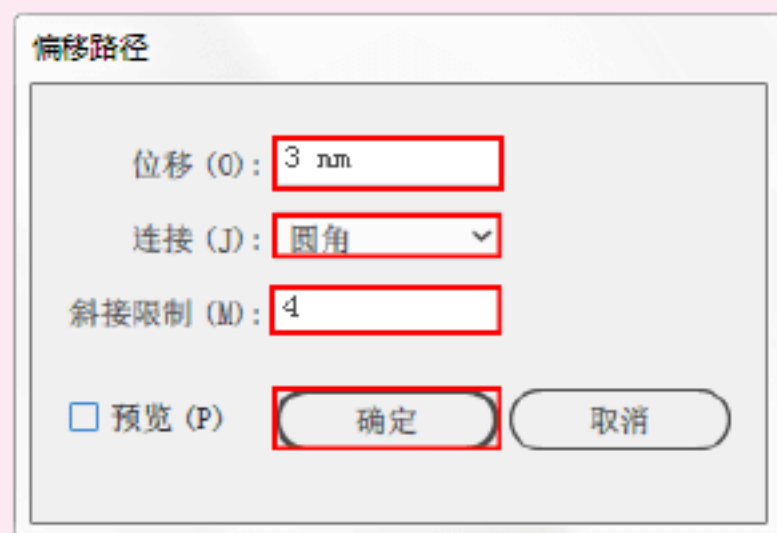 偏移路径
位移 (O): 3 mm
连接 (J): 圆角
斜接限制 (M): 4
预览 (P) 确定 取消